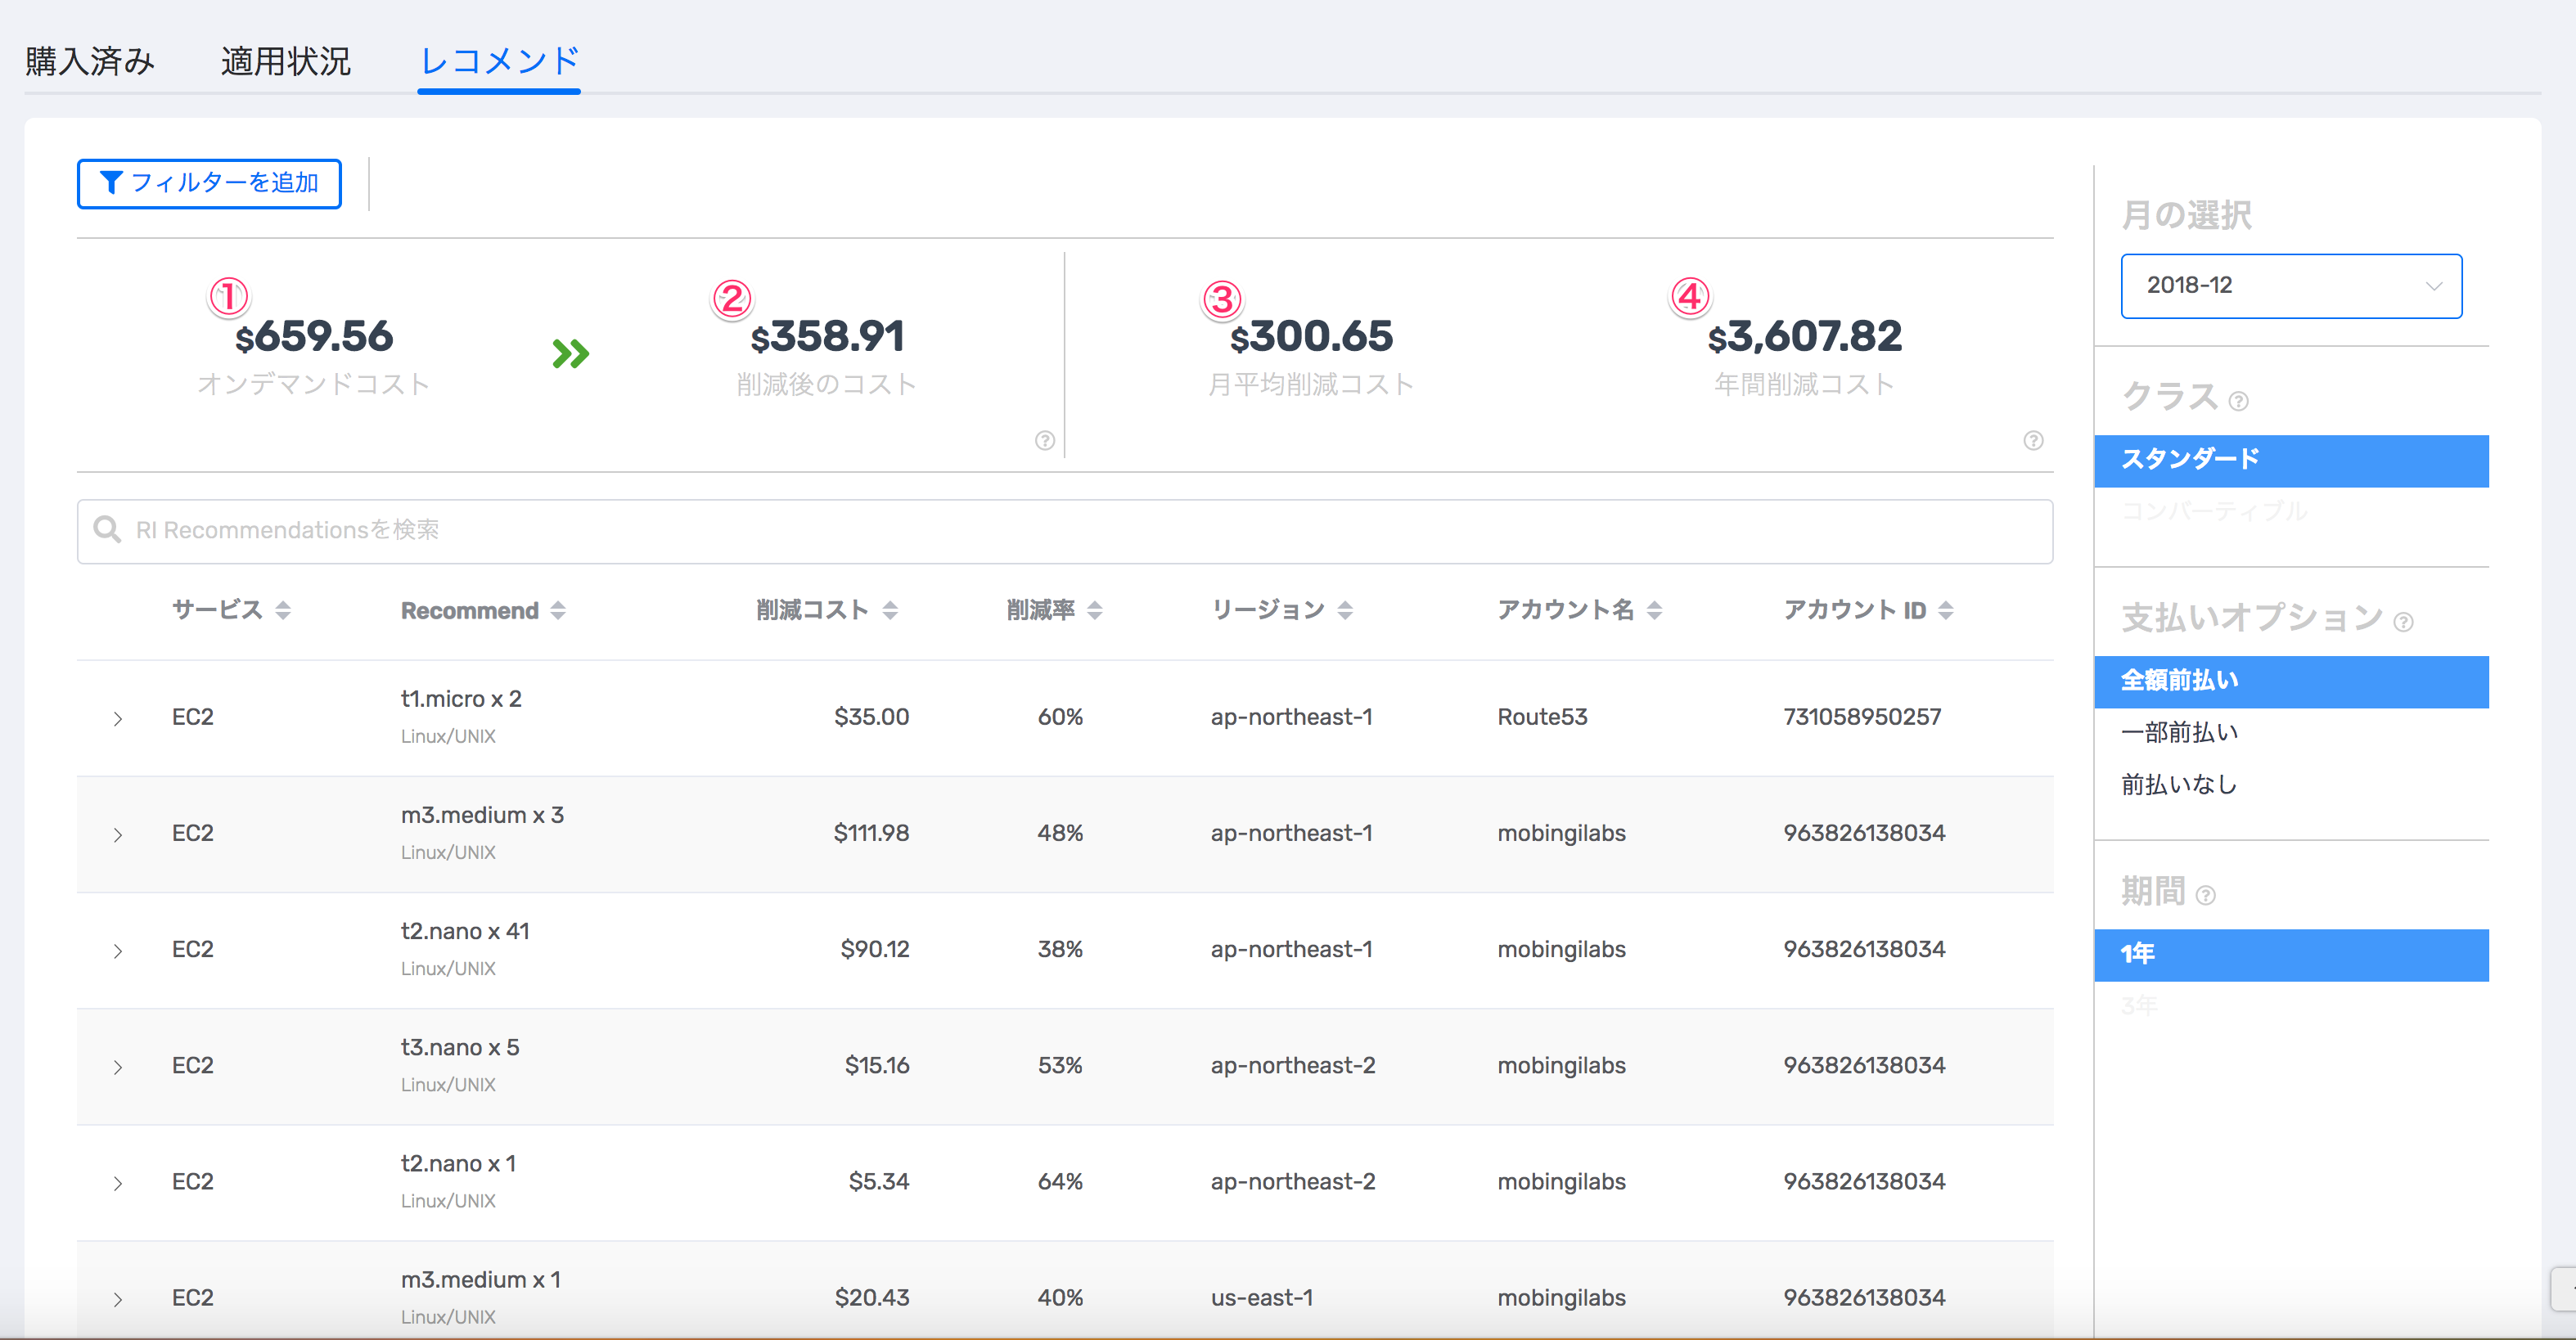 購入済み 適用状況 レコメンド
フィルターを追加
① ② ③ ④
$659.56 $358.91 $300.65 $3,607.82
オンデマンドコスト 削減後のコスト 月平均削減コスト 年間削減コスト
RI Recommendationsを検索
サービス Recommend 削減コスト 削減率 リージョン アカウント名 アカウント ID
EC2 t1.micro x 2 $35.00 60% ap-northeast-1 Route53 731058950257
Linux/UNIX
EC2 m3.medium x 3 $111.98 48% ap-northeast-1 mobingilabs 963826138034
Linux/UNIX
EC2 t2.nano x 41 $90.12 38% ap-northeast-1 mobingilabs 963826138034
Linux/UNIX
EC2 t3.nano x 5 $15.16 53% ap-northeast-2 mobingilabs 963826138034
Linux/UNIX
EC2 t2.nano x 1 $5.34 64% ap-northeast-2 mobingilabs 963826138034
Linux/UNIX
EC2 m3.medium x 1 $20.43 40% us-east-1 mobingilabs 963826138034
Linux/UNIX
月の選択
2018-12
クラス
スタンダード
コンバーティブル
支払いオプション
全額前払い
一部前払い
前払いなし
期間
1年
3年